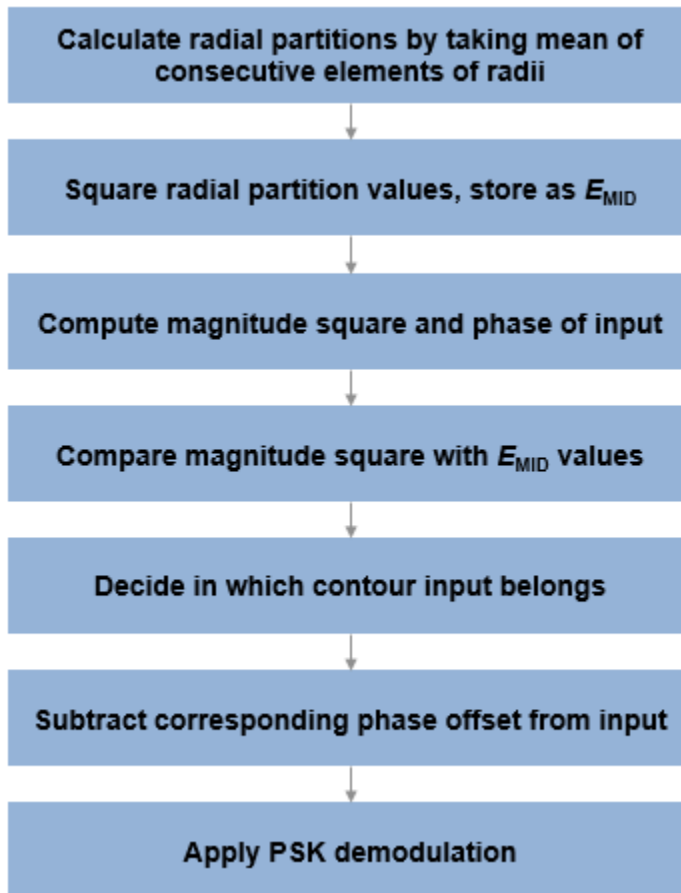 Calculate radial partitions by taking mean of
consecutive elements of radii
Square radial partition values, store as EMID
Compute magnitude square and phase of input
Compare magnitude square with EMID values
Decide in which contour input belongs
Subtract corresponding phase offset from input
Apply PSK demodulation